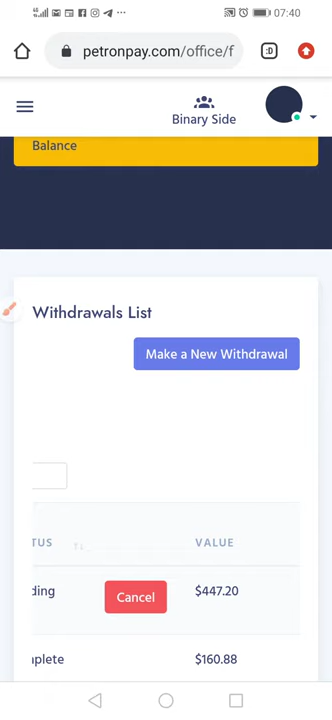 07:40
petronpay.com/office/f
:D
Binary Side
Balance
Withdrawals List
Make a New Withdrawal
TUS VALUE
ding Cancel $447.20
nplete $160.88